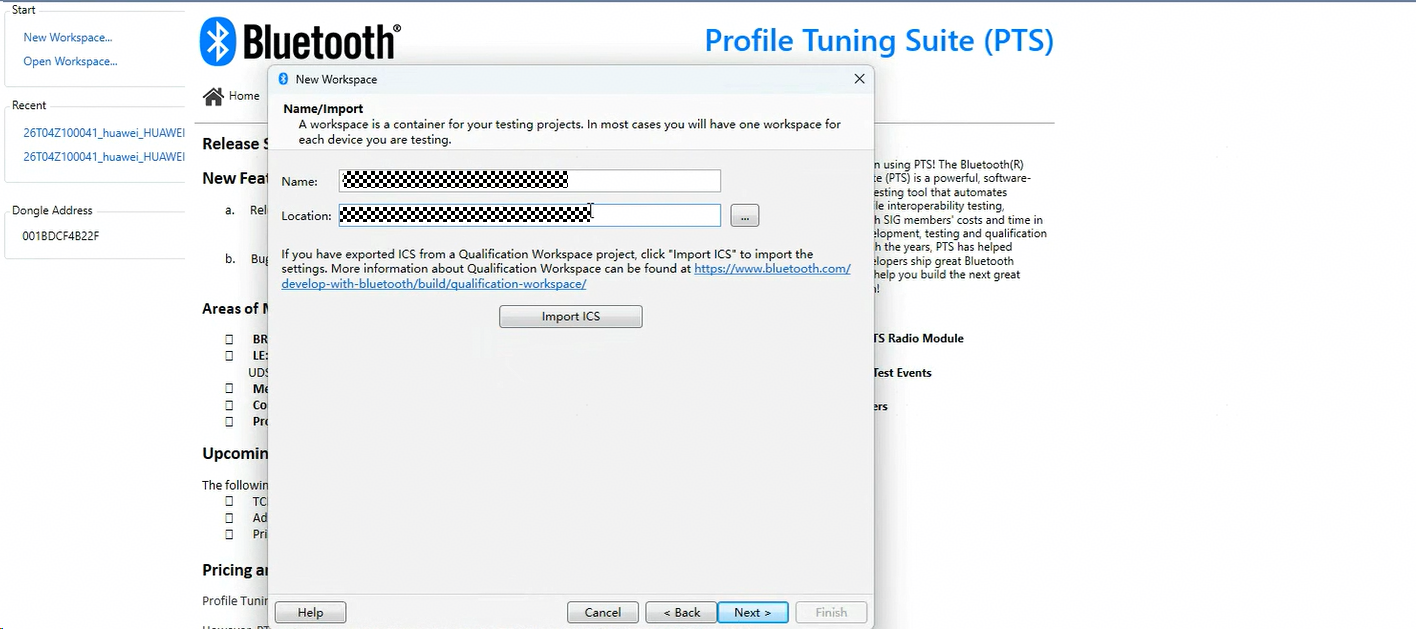 Start
New Workspace...
Open Workspace...
Recent
26T04Z100041_huawei_HUAWEI
26T04Z100041_huawei_HUAWEI
Dongle Address
001BDCF4B22F
Bluetooth®
Profile Tuning Suite (PTS)
Home
Release S
New Feat
a. Rel
b. Bug
Areas of M
BR
LE:
UDS
Me
Co
Pro
Upcomin
The followin
TC
Ad
Pri
Pricing an
Profile Tunin
New Workspace
Name/Import
A workspace is a container for your testing projects. In most cases you will have one workspace for
each device you are testing.
Name:
Location:
...
If you have exported ICS from a Qualification Workspace project, click "Import ICS" to import the
settings. More information about Qualification Workspace can be found at https://www.bluetooth.com/
develop-with-bluetooth/build/qualification-workspace/
Import ICS
Help
Cancel
< Back
Next >
Finish
n using PTS! The Bluetooth(R)
te (PTS) is a powerful, software-
esting tool that automates
le interoperability testing,
h SIG members' costs and time in
elopment, testing and qualification
h the years, PTS has helped
elopers ship great Bluetooth
help you build the next great
n!
TS Radio Module
Test Events
ers